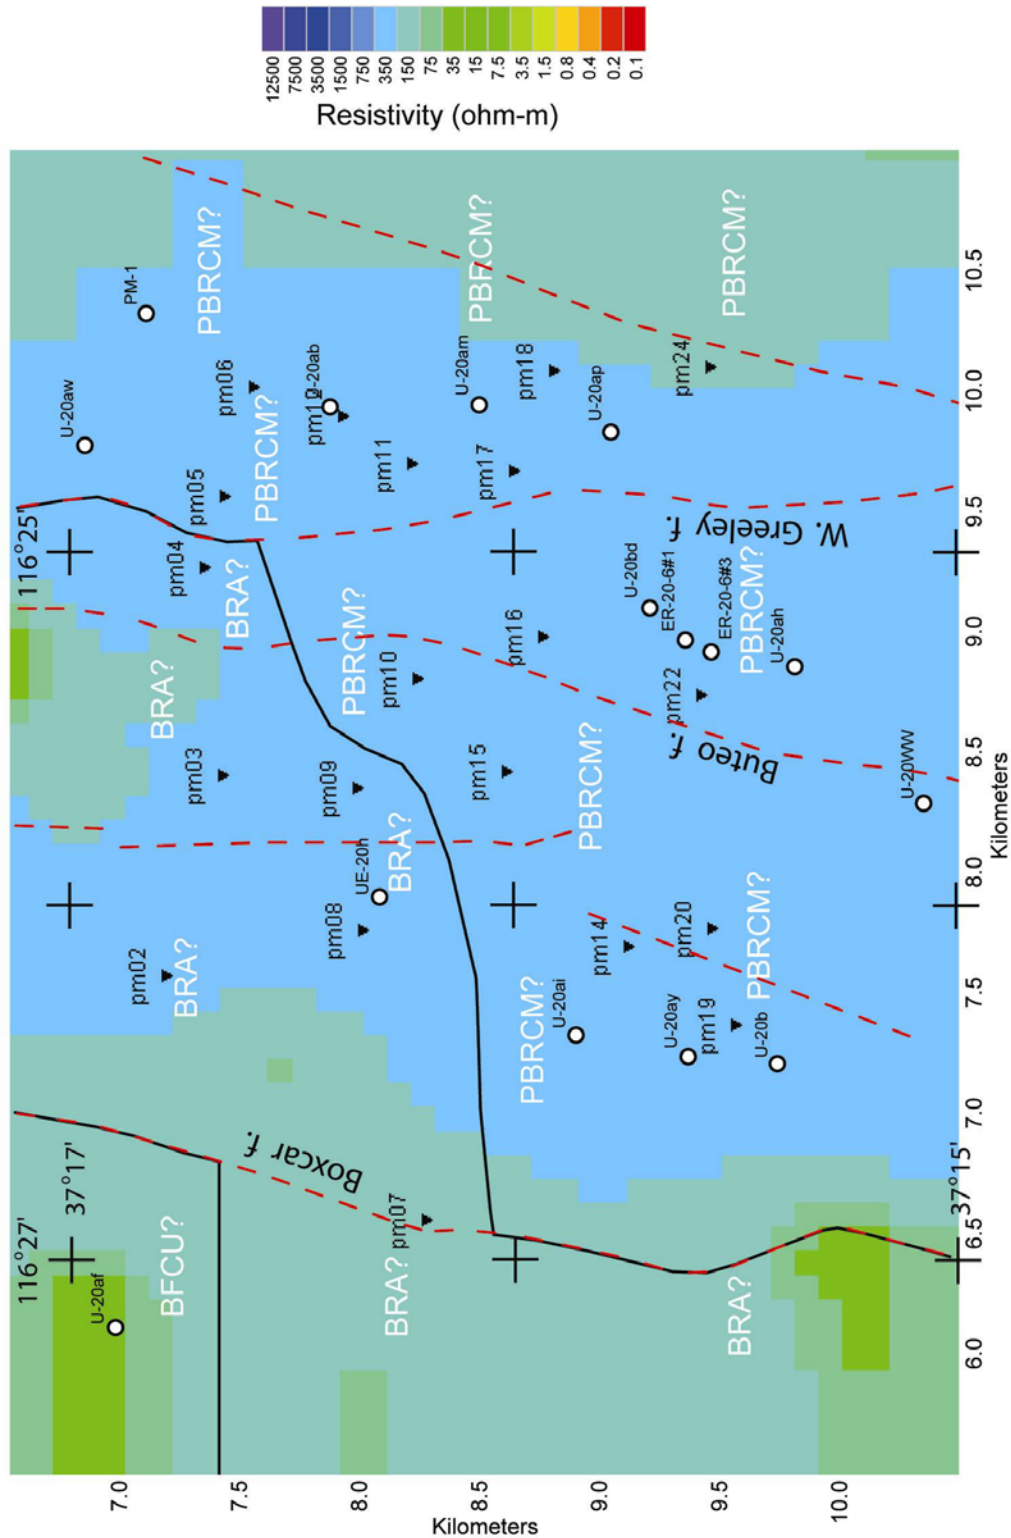 12500
7500
3500
1500
750
350
150
75
35
15
7.5
3.5
1.5
0.8
0.4
0.2
0.1
Resistivity (ohm-m)
116°27'
37°17'
116°25'
37°15'
U-20af
BFCU?
Boxcar f.
pm07
BRA?
BRA?
pm02
BRA?
pm08
UE-20h
BRA?
pm03
BRA?
pm09
pm04
BRA?
pm05
U-20aw
PM-1
PBRCM?
pm06
PBRCM?
pm12
U-20ab
pm11
pm10
PBRCM?
pm15
pm16
pm17
U-20am
PBRCM?
pm18
U-20ap
pm24
PBRCM?
W. Greeley f.
U-20bd
ER-20-6#1
ER-20-6#3
PBRCM?
U-20ah
pm22
Buteo f.
PBRCM?
U-20WW
PBRCM?
U-20ai
pm14
pm20
PBRCM?
U-20ay
pm19
U-20b
BRA?
7.0
7.5
8.0
8.5
9.0
9.5
10.0
Kilometers
6.0
6.5
7.0
7.5
8.0
8.5
9.0
9.5
10.0
10.5
Kilometers